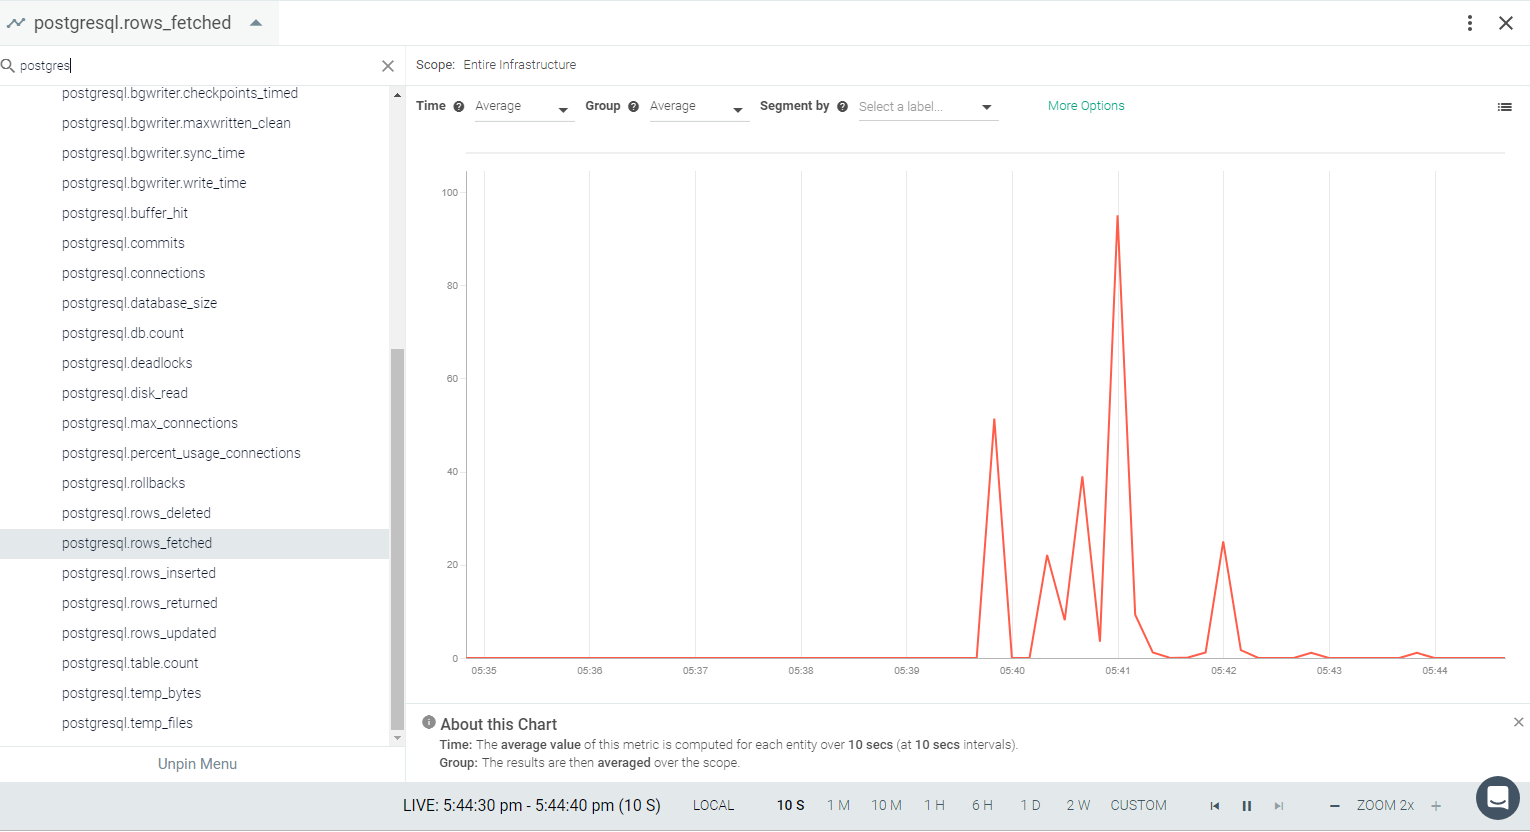 postgresql.rows_fetched
postgres
Scope: Entire Infrastructure
postgresql.bgwriter.checkpoints_timed
postgresql.bgwriter.maxwritten_clean
postgresql.bgwriter.sync_time
postgresql.bgwriter.write_time
postgresql.buffer_hit
postgresql.commits
postgresql.connections
postgresql.database_size
postgresql.db.count
postgresql.deadlocks
postgresql.disk_read
postgresql.max_connections
postgresql.percent_usage_connections
postgresql.rollbacks
postgresql.rows_deleted
postgresql.rows_fetched
postgresql.rows_inserted
postgresql.rows_returned
postgresql.rows_updated
postgresql.table.count
postgresql.temp_bytes
postgresql.temp_files
Unpin Menu
Time ? Average Group ? Average Segment by ? Select a label... More Options
100
80
60
40
20
0
05:35 05:36 05:37 05:38 05:39 05:40 05:41 05:42 05:43 05:44
About this Chart
Time: The average value of this metric is computed for each entity over 10 secs (at 10 secs intervals).
Group: The results are then averaged over the scope.
LIVE: 5:44:30 pm - 5:44:40 pm (10 S) LOCAL 10 S 1 M 10 M 1 H 6 H 1 D 2 W CUSTOM ZOOM 2x